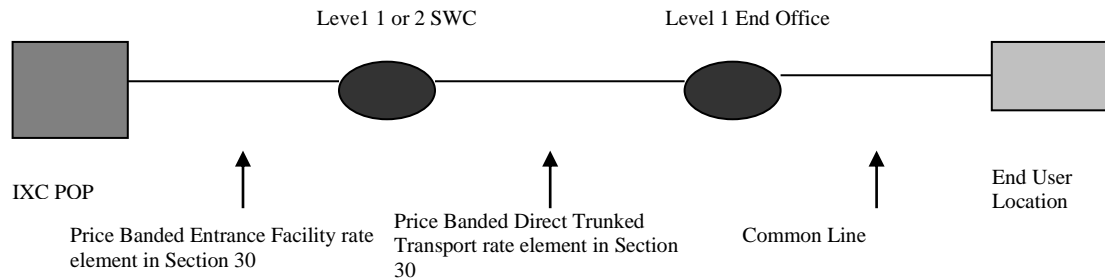 Leve1 1 or 2 SWC
Level 1 End Office
IXC POP
End User
Location
Price Banded Entrance Facility rate
element in Section 30
Price Banded Direct Trunked
Transport rate element in Section
30
Common Line